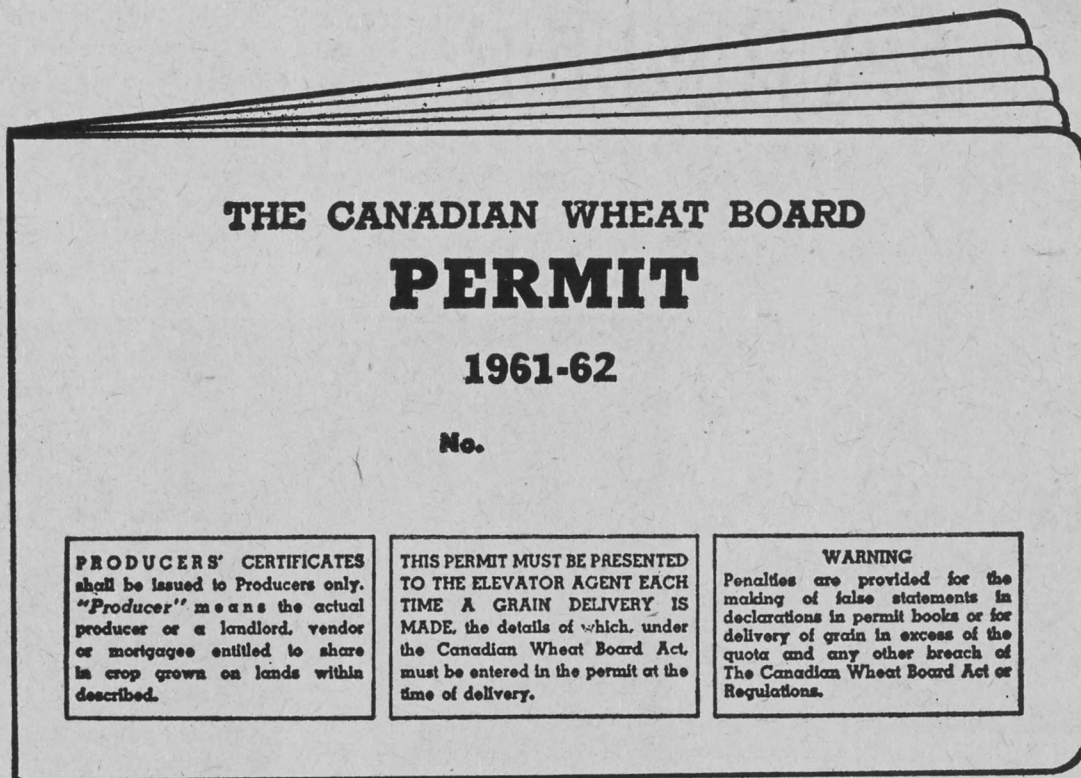 THE CANADIAN WHEAT BOARD
PERMIT
1961-62
No.
PRODUCERS' CERTIFICATES
shall be issued to Producers only.
"Producer" means the actual
producer or a landlord, vendor
or mortgagee entitled to share
in crop grown on lands within
described.
THIS PERMIT MUST BE PRESENTED
TO THE ELEVATOR AGENT EACH
TIME A GRAIN DELIVERY IS
MADE, the details of which, under
the Canadian Wheat Board Act,
must be entered in the permit at the
time of delivery.
WARNING
Penalties are provided for the
making of false statements in
declarations in permit books or for
delivery of grain in excess of the
quota and any other breach of
The Canadian Wheat Board Act or
Regulations.